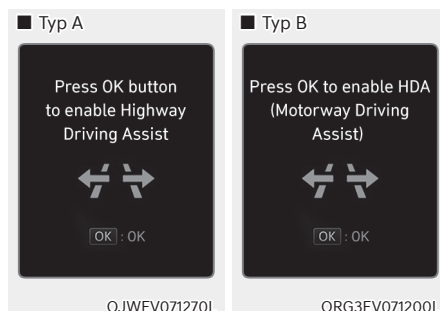 ■ Typ A
Press OK button
to enable Highway
Driving Assist
OK : OK
OJWEV071270L
■ Typ B
Press OK to enable HDA
(Motorway Driving
Assist)
OK : OK
ORG3EV071200L